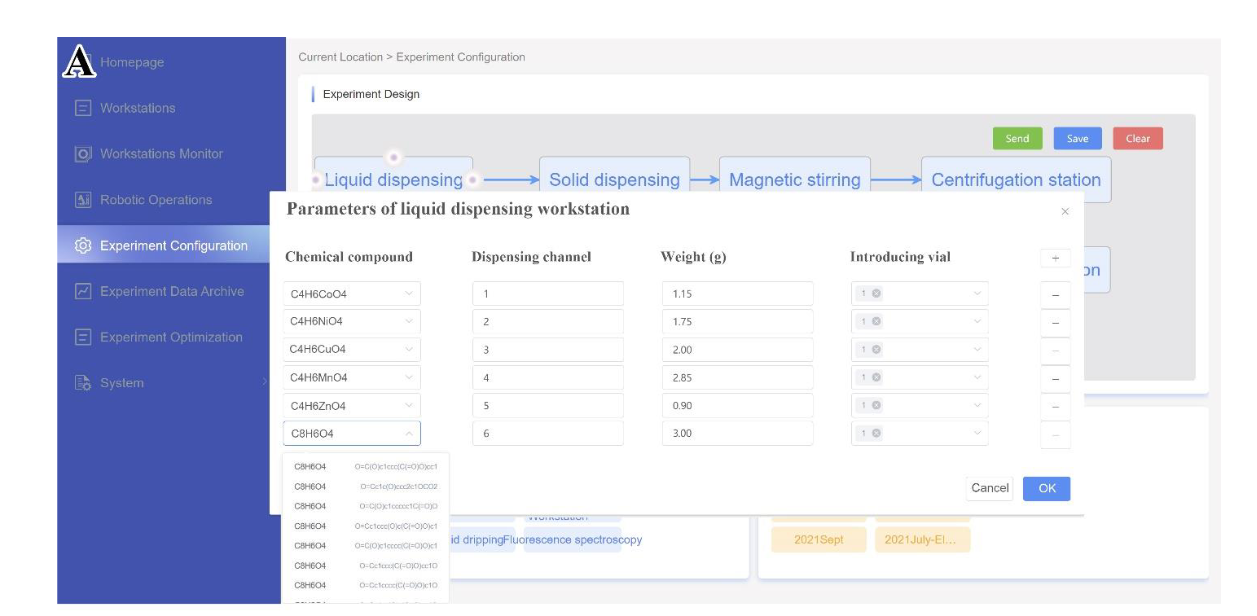 A
Homepage
Workstations
Workstations Monitor
Robotic Operations
Experiment Configuration
Experiment Data Archive
Experiment Optimization
System
Current Location > Experiment Configuration
Experiment Design
Send Save Clear
Liquid dispensing Solid dispensing Magnetic stirring Centrifugation station
on
Parameters of liquid dispensing workstation ×
Chemical compound Dispensing channel Weight (g) Introducing vial +
C4H6CoO4 1 1.15 1 –
C4H6NiO4 2 1.75 1 –
C4H6CuO4 3 2.00 1 –
C4H6MnO4 4 2.85 1 –
C4H6ZnO4 5 0.90 1 –
C8H6O4 6 3.00 1 –
C8H6O4 O=C(O)c1ccc(C(=O)O)cc1
C8H6O4 O=Cc1c(O)ccc2c1OCO2
C8H6O4 O=C(O)c1ccccc1C(=O)O
C8H6O4 O=Cc1ccc(O)c(C(=O)O)c1
C8H6O4 O=C(O)c1cccc(C(=O)O)c1
C8H6O4
C8H6O4
Cancel OK
Workstation
id drippingFluorescence spectroscopy
2021Sept 2021July-El...